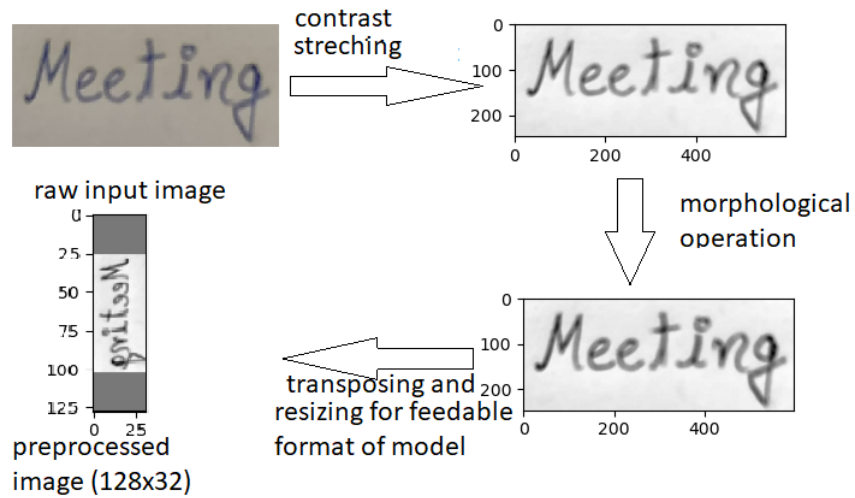 contrast
streching
Meeting
0
100
200
Meeting
0
200
400
raw input image
morphological
operation
0
25
50
75
100
125
Meeting
0
25
0
100
200
Meeting
0
200
400
transposing and
resizing for feedable
format of model
preprocessed
image (128x32)